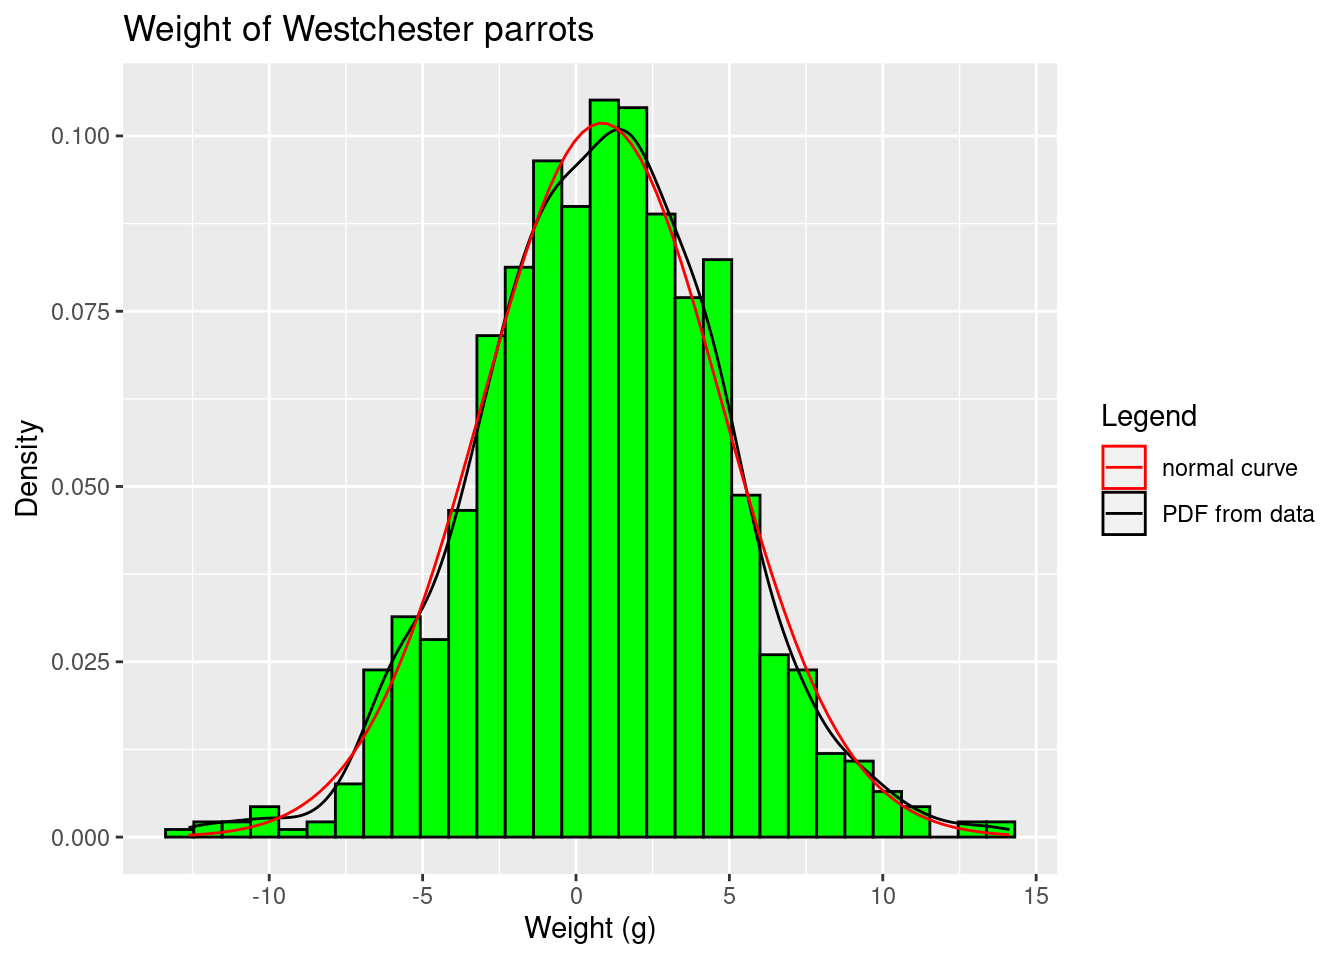 Weight of Westchester parrots
0.100
0.075
0.050
0.025
0.000
Density
-10
-5
0
5
10
15
Weight (g)
Legend
normal curve
PDF from data